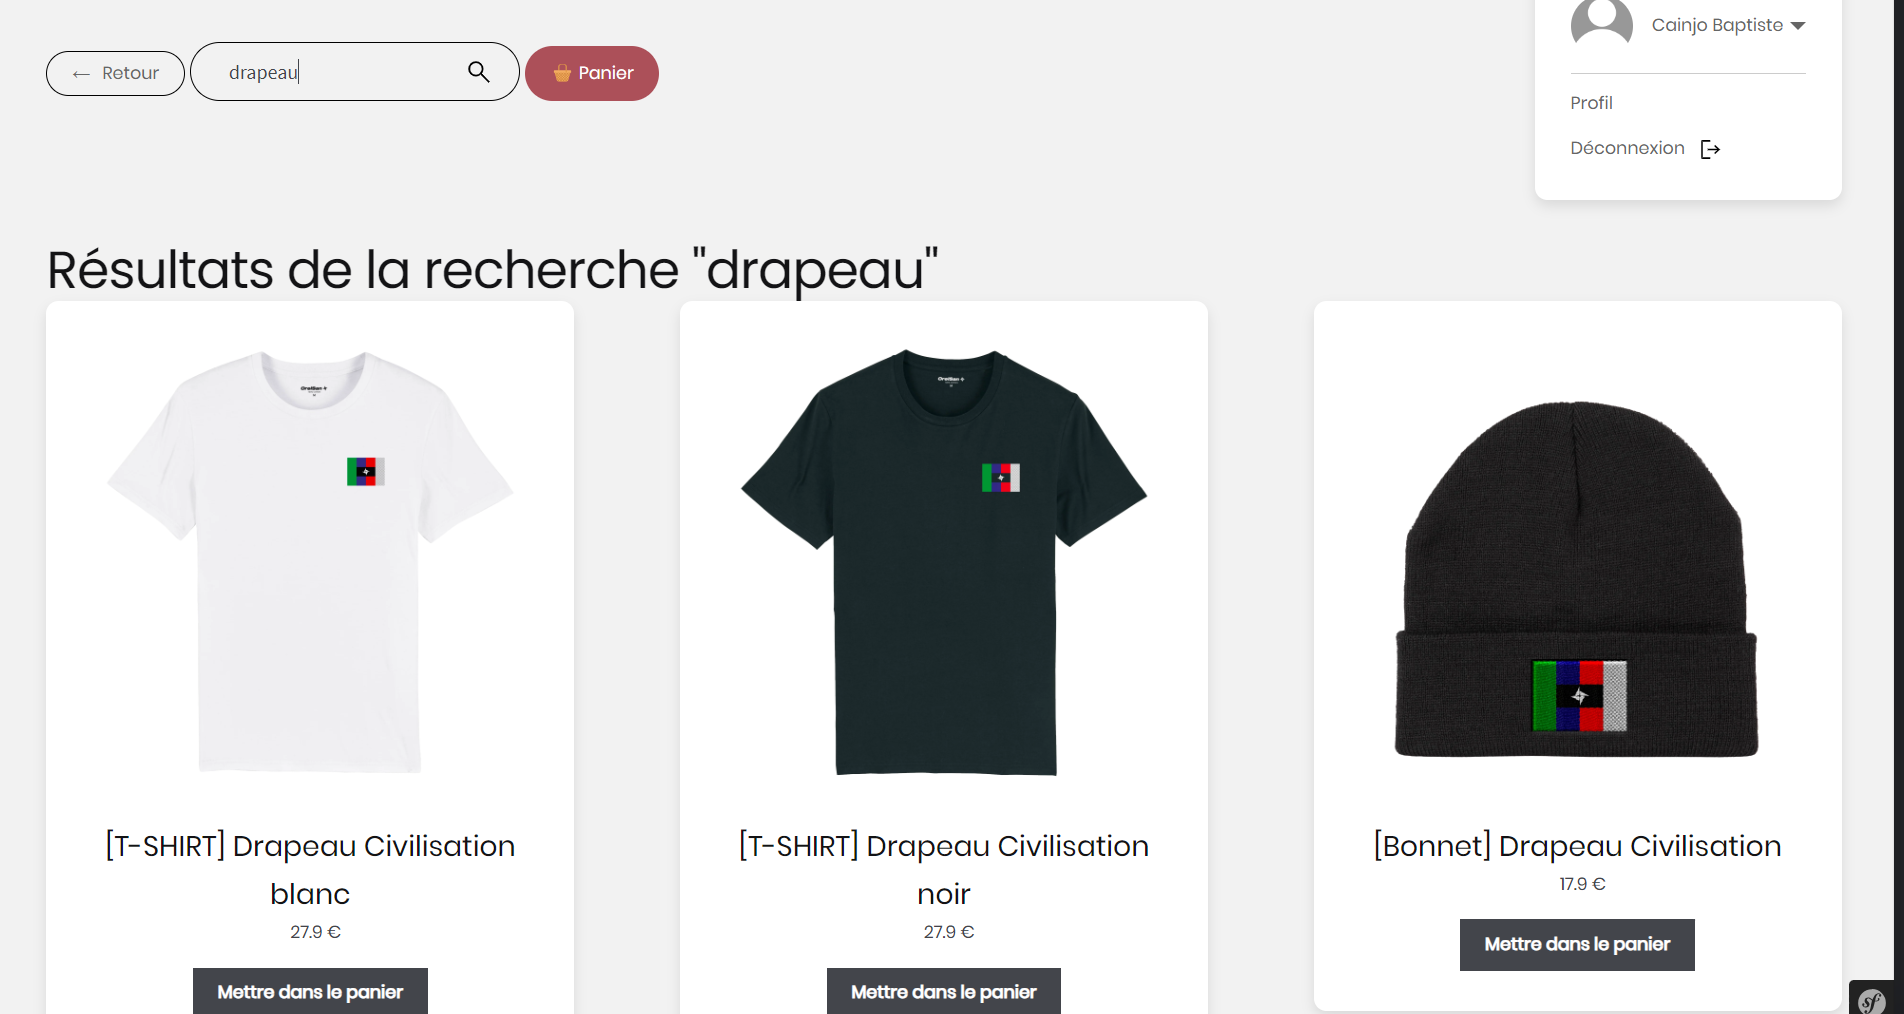 Cainjo Baptiste
← Retour
drapeau
Panier
Profil
Déconnexion
Résultats de la recherche "drapeau"
[T-SHIRT] Drapeau Civilisation
blanc
27.9 €
Mettre dans le panier
[T-SHIRT] Drapeau Civilisation
noir
27.9 €
Mettre dans le panier
[Bonnet] Drapeau Civilisation
17.9 €
Mettre dans le panier
sf